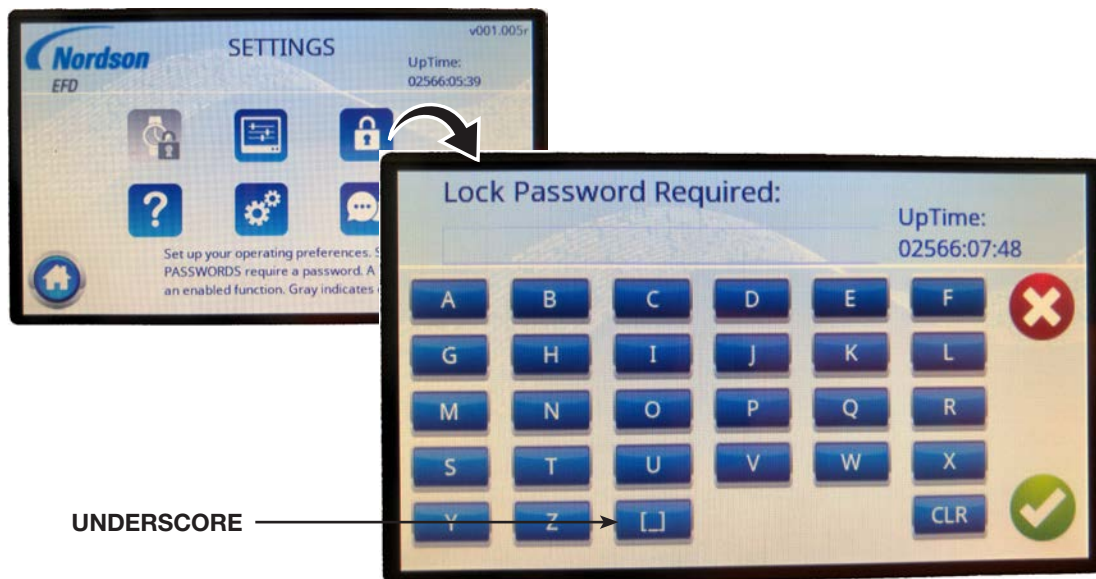 Nordson
EFD
SETTINGS
v001.005r
UpTime:
02566:05:39
?
Set up your operating preferences.
PASSWORDS require a password. A
an enabled function. Gray indicates
Lock Password Required:
UpTime:
02566:07:48
A B C D E F
G H I J K L
M N O P Q R
S T U V W X
Y Z [_] CLR
UNDERSCORE